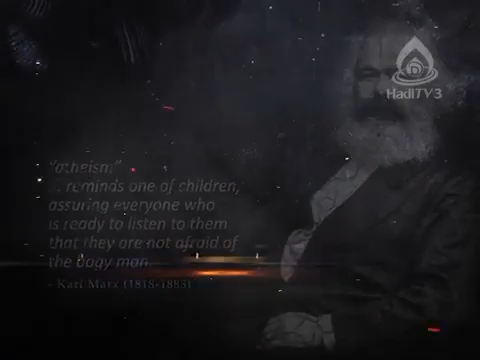 HadiTV3
"atheism"
... reminds one of children,
assuring everyone who
is ready to listen to them
that they are not afraid of
the bogy man
- Karl Marx (1818-1883)